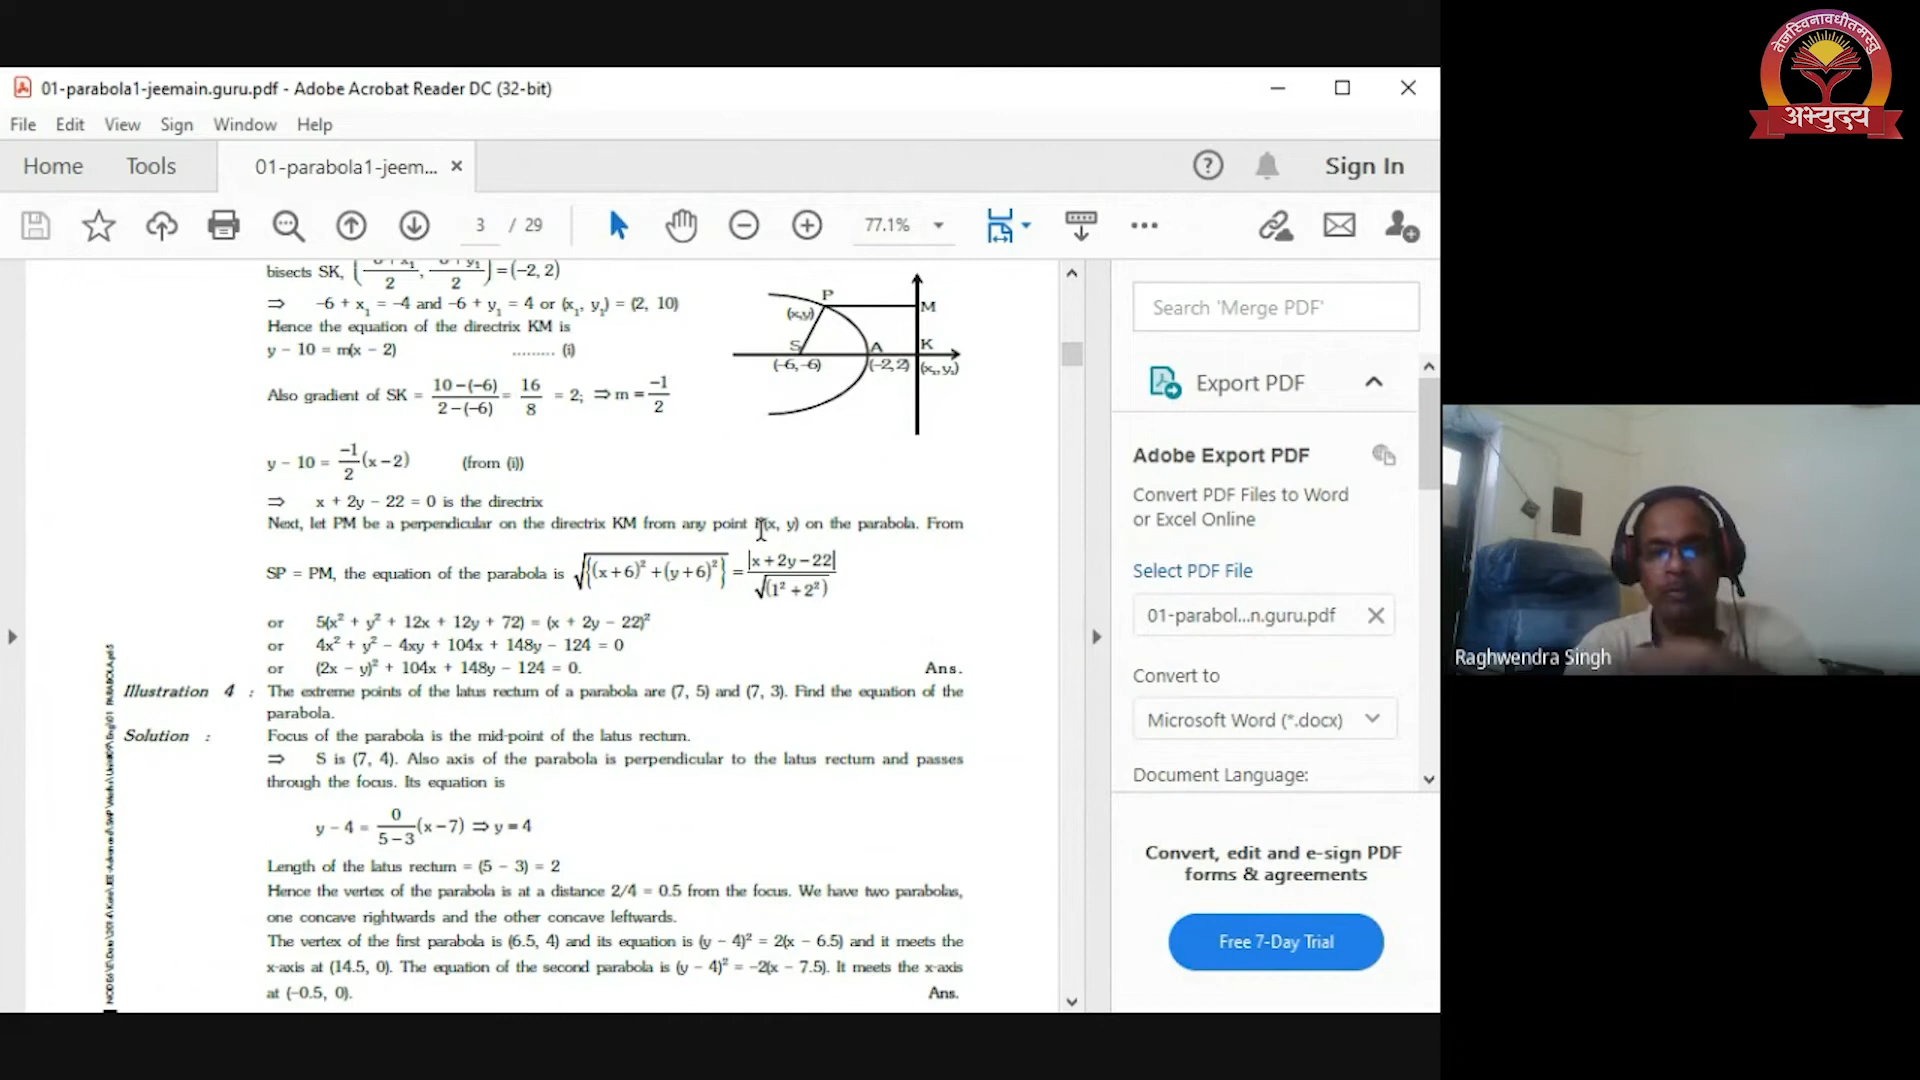 तेजस्विनावधीतमस्तु
अभ्युदय
01-parabola1-jeemain.guru.pdf - Adobe Acrobat Reader DC (32-bit)
File Edit View Sign Window Help
Home Tools 01-parabola1-jeem... × Sign In
3 / 29 77.1%
bisects SK, = (-2, 2)
⇒ -6 + x₁ = -4 and -6 + y₁ = 4 or (x₁, y₁) = (2, 10)
Hence the equation of the directrix KM is
y - 10 = m(x - 2) ......... (i)
Also gradient of SK = (10-(-6))/(2-(-6)) = 16/8 = 2; ⇒ m = -1/2
y - 10 = -1/2 (x-2) (from (i))
⇒ x + 2y - 22 = 0 is the directrix
P
(x,y)
M
S
A
K
(-6,-6)
(-2,2)
(x₁,y₁)
Next, let PM be a perpendicular on the directrix KM from any point P(x, y) on the parabola. From
SP = PM, the equation of the parabola is √{(x+6)² + (y+6)²} = |x+2y-22| / √(1²+2²)
or 5(x² + y² + 12x + 12y + 72) = (x + 2y - 22)²
or 4x² + y² - 4xy + 104x + 148y - 124 = 0
or (2x - y)² + 104x + 148y - 124 = 0. Ans.
Illustration 4 : The extreme points of the latus rectum of a parabola are (7, 5) and (7, 3). Find the equation of the
parabola.
Solution : Focus of the parabola is the mid-point of the latus rectum.
⇒ S is (7, 4). Also axis of the parabola is perpendicular to the latus rectum and passes
through the focus. Its equation is
y - 4 = 0/(5-3) (x-7) ⇒ y = 4
Length of the latus rectum = (5 - 3) = 2
Hence the vertex of the parabola is at a distance 2/4 = 0.5 from the focus. We have two parabolas,
one concave rightwards and the other concave leftwards.
The vertex of the first parabola is (6.5, 4) and its equation is (y - 4)² = 2(x - 6.5) and it meets the
x-axis at (14.5, 0). The equation of the second parabola is (y - 4)² = -2(x - 7.5). It meets the x-axis
at (-0.5, 0). Ans.
Search 'Merge PDF'
Export PDF
Adobe Export PDF
Convert PDF Files to Word
or Excel Online
Select PDF File
01-parabol...n.guru.pdf ×
Convert to
Microsoft Word (*.docx)
Document Language:
Convert, edit and e-sign PDF
forms & agreements
Free 7-Day Trial
Raghwendra Singh